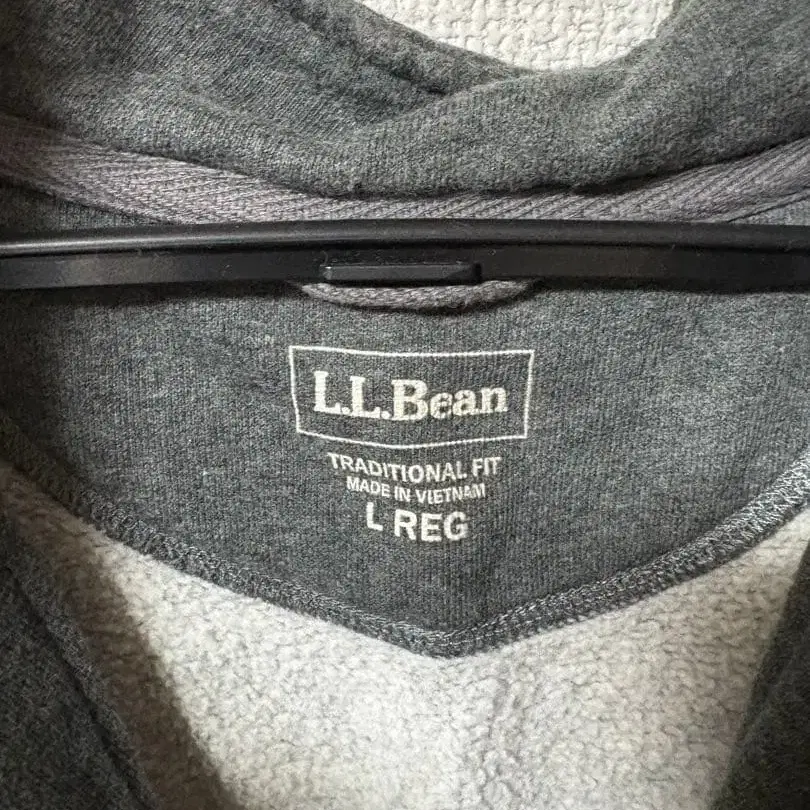 L.L.Bean
TRADITIONAL FIT
MADE IN VIETNAM
L REG